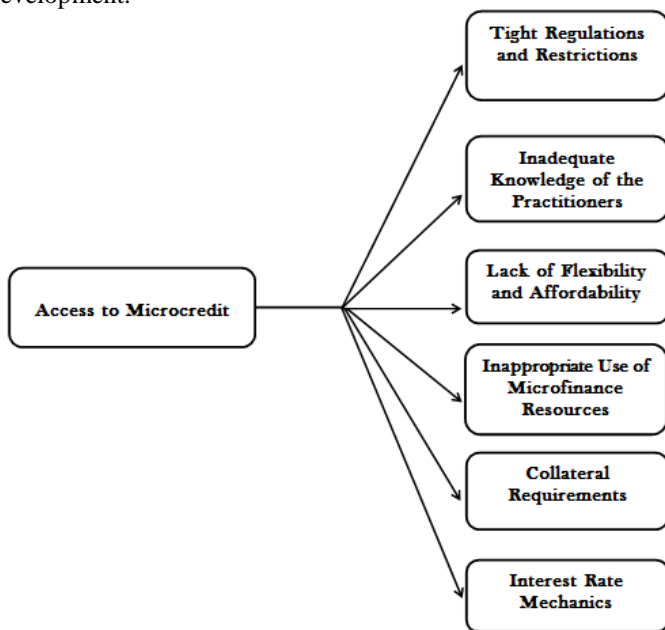 evelopment.
Tight Regulations
and Restrictions
Inadequate
Knowledge of the
Practitioners
Access to Microcredit
Lack of Flexibility
and Affordability
Inappropriate Use of
Microfinance
Resources
Collateral
Requirements
Interest Rate
Mechanics